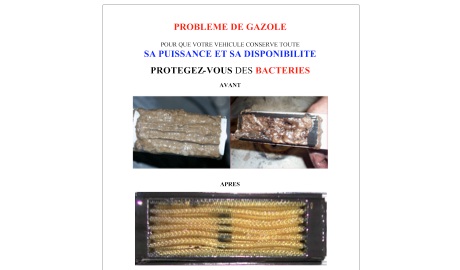 PROBLEME DE GAZOLE
POUR QUE VOTRE VEHICULE CONSERVE TOUTE
SA PUISSANCE ET SA DISPONIBILITE
PROTEGEZ-VOUS DES BACTERIES
AVANT
APRES